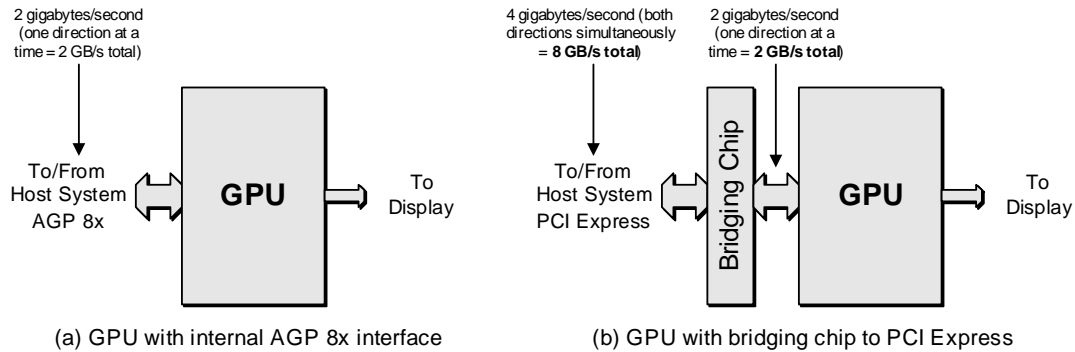 2 gigabytes/second
(one direction at a
time = 2 GB/s total)
To/From
Host System
AGP 8x
GPU
To
Display
(a) GPU with internal AGP 8x interface
4 gigabytes/second (both
directions simultaneously
= 8 GB/s total)
2 gigabytes/second
(one direction at a
time = 2 GB/s total)
To/From
Host System
PCI Express
Bridging Chip
GPU
To
Display
(b) GPU with bridging chip to PCI Express